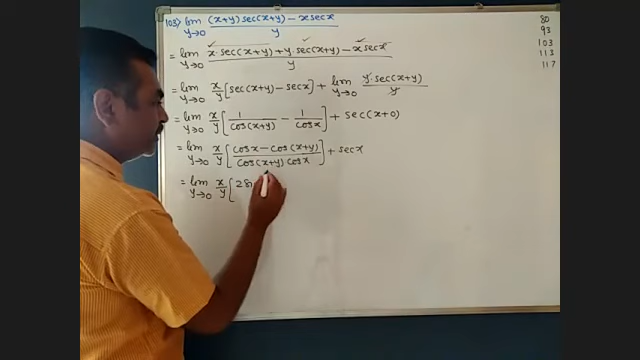 103> lim y→0 (x+y) sec(x+y) - x sec x / y
= lim y→0 x·sec(x+y) + y·sec(x+y) - x sec x / y
= lim y→0 x/y [sec(x+y) - sec x] + lim y→0 y·sec(x+y) / y
= lim y→0 x/y [1/cos(x+y) - 1/cos x] + sec(x+0)
= lim y→0 x/y [cos x - cos(x+y) / cos(x+y) cos x] + sec x
= lim y→0 x/y [2 s
80
93
103
113
117